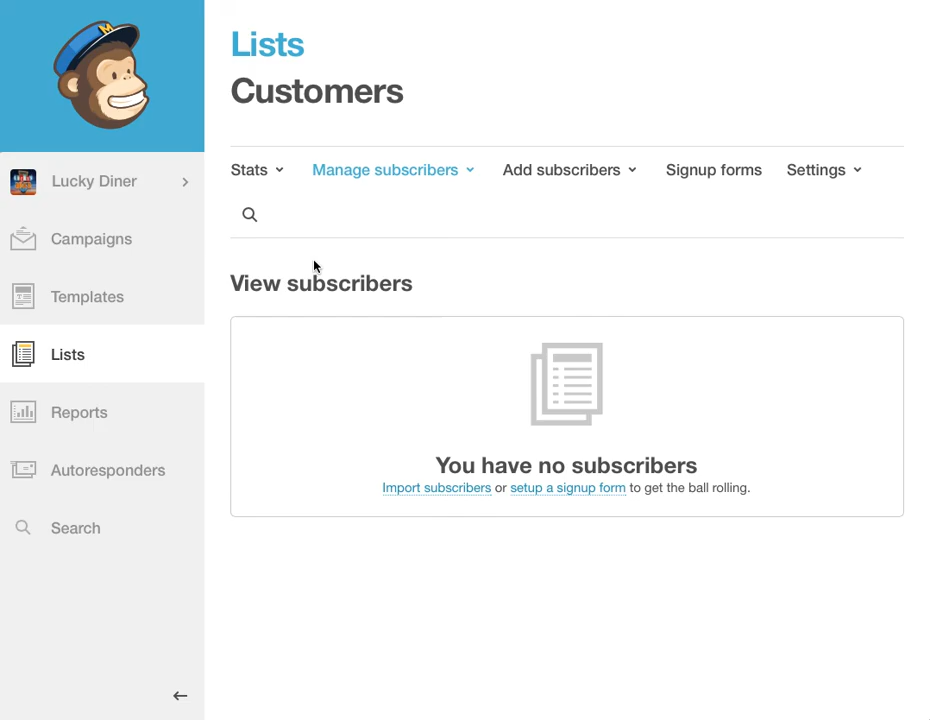 Lists
Customers
Stats
Manage subscribers
Add subscribers
Signup forms
Settings
Lucky Diner
Campaigns
Templates
Lists
Reports
Autoresponders
Search
View subscribers
You have no subscribers
Import subscribers or setup a signup form to get the ball rolling.